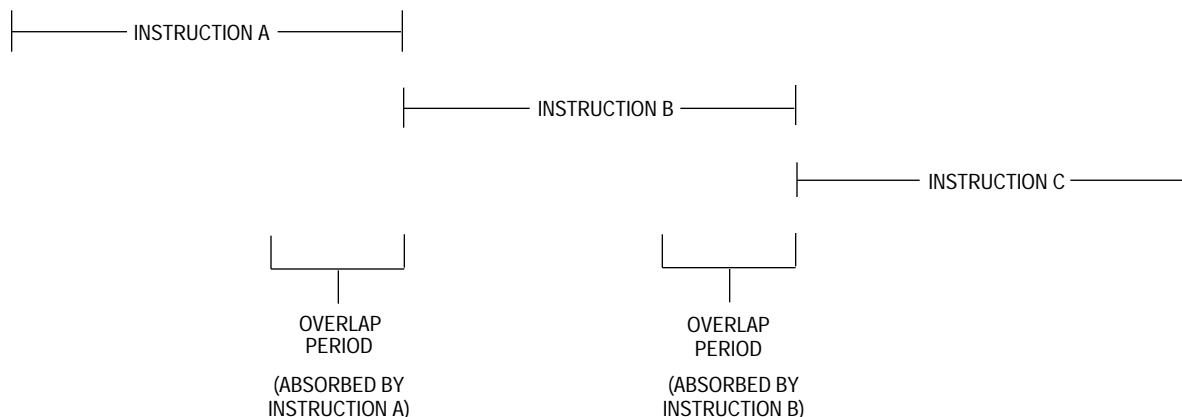 INSTRUCTION A
INSTRUCTION B
INSTRUCTION C
OVERLAP
PERIOD
(ABSORBED BY
INSTRUCTION A)
OVERLAP
PERIOD
(ABSORBED BY
INSTRUCTION B)